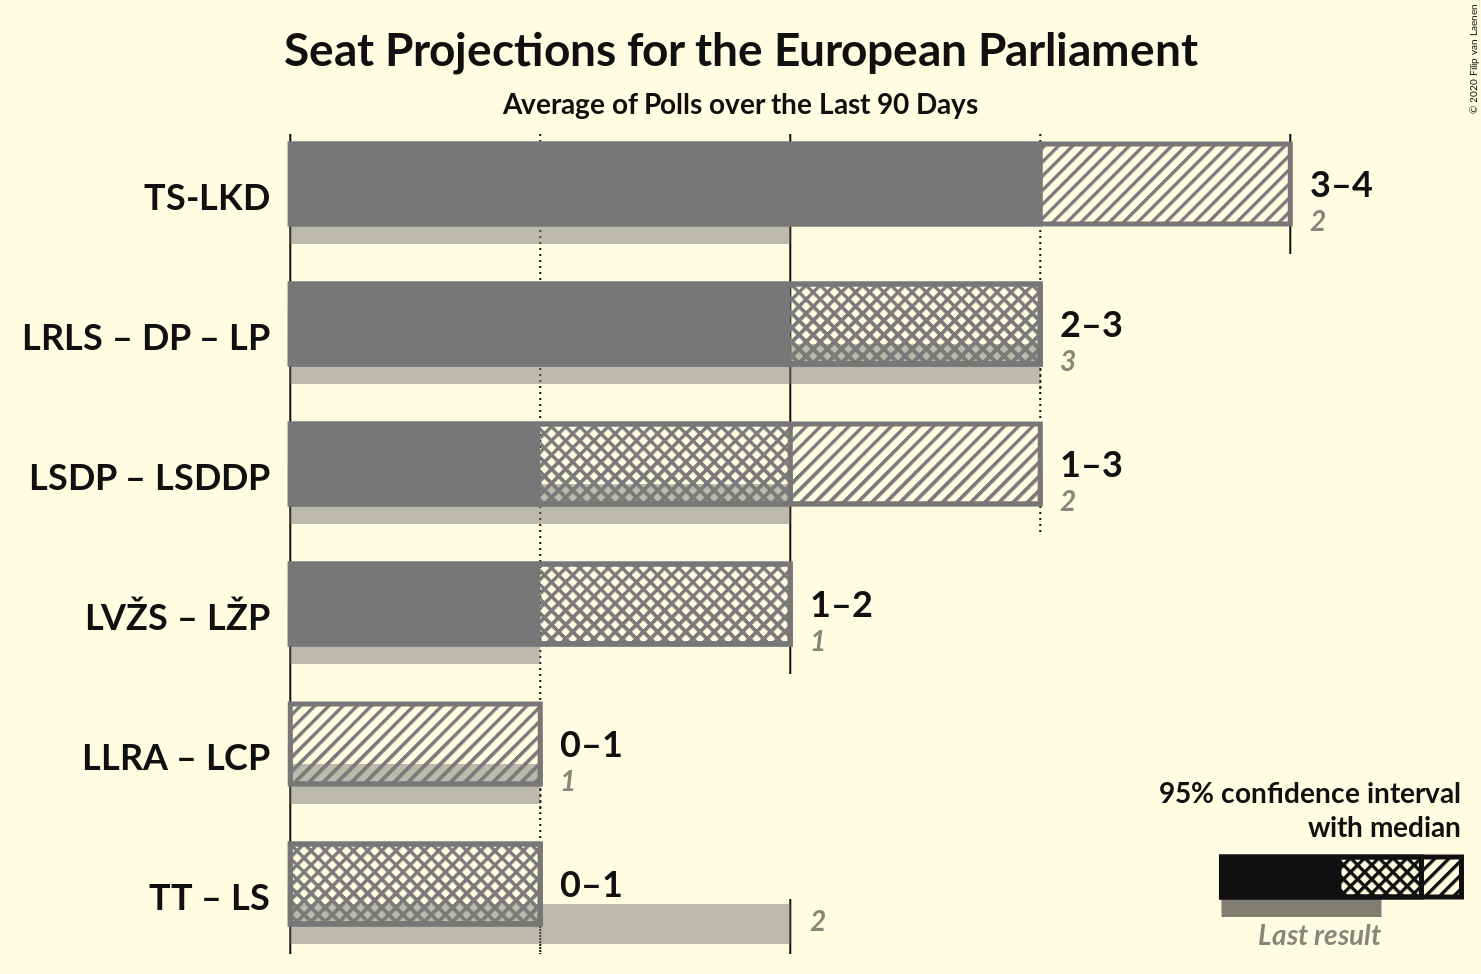 Seat Projections for the European Parliament
Average of Polls over the Last 90 Days
© 2020 Filip van Laenen
TS-LKD
3–4
2
LRLS – DP – LP
2–3
3
LSDP – LSDDP
1–3
2
LVŽS – LŽP
1–2
1
LLRA – LCP
0–1
1
TT – LS
0–1
2
95% confidence interval
with median
Last result